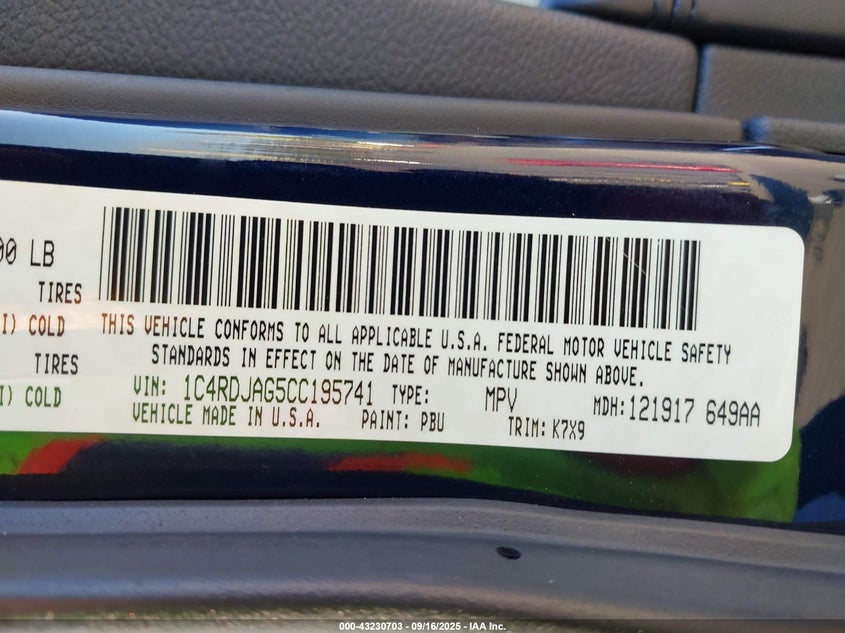 00 LB
TIRES
I) COLD
TIRES
I) COLD
THIS VEHICLE CONFORMS TO ALL APPLICABLE U.S.A. FEDERAL MOTOR VEHICLE SAFETY
STANDARDS IN EFFECT ON THE DATE OF MANUFACTURE SHOWN ABOVE.
VIN: 1C4RDJAG5CC195741 TYPE: MPV MDH:121917 649AA
VEHICLE MADE IN U.S.A. PAINT: PBU TRIM: K7X9
000-43230703 - 09/16/2025 - IAA Inc.